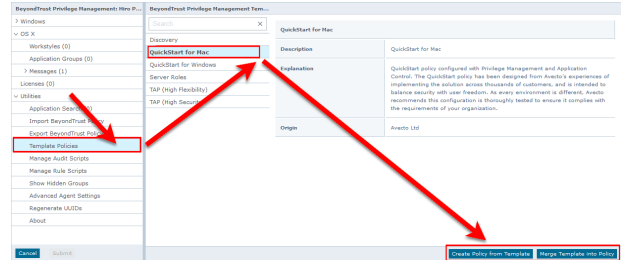 BeyondTrust Privilege Management: Hiro P...
> Windows
OS X
Workstyles (0)
Application Groups (0)
> Messages (1)
Licenses (0)
Utilities
Application Search
Import BeyondTrust Policy
Export BeyondTrust Policy
Template Policies
Manage Audit Scripts
Manage Rule Scripts
Show Hidden Groups
Advanced Agent Settings
Regenerate UUIDs
About
Cancel
Submit
BeyondTrust Privilege Management Tem...
Search
X
Discovery
QuickStart for Mac
QuickStart for Windows
Server Roles
TAP (High Flexibility)
TAP (High Security)
QuickStart for Mac
Description
QuickStart for Mac
Explanation
QuickStart policy configured with Privilege Management and Application
Control. The QuickStart policy has been designed from Avecto's experiences of
implementing the solution across thousands of customers, and is intended to
balance security with user freedom. As every environment is different, Avecto
recommends this configuration is thoroughly tested to ensure it complies with
the requirements of your organization.
Origin
Avecto Ltd
Create Policy from Template
Merge Template into Policy